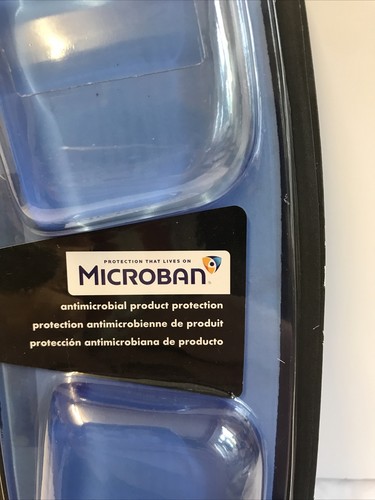 PROTECTION THAT LIVES ON
MICROBAN
antimicrobial product protection
protection antimicrobienne de produit
protección antimicrobiana de producto